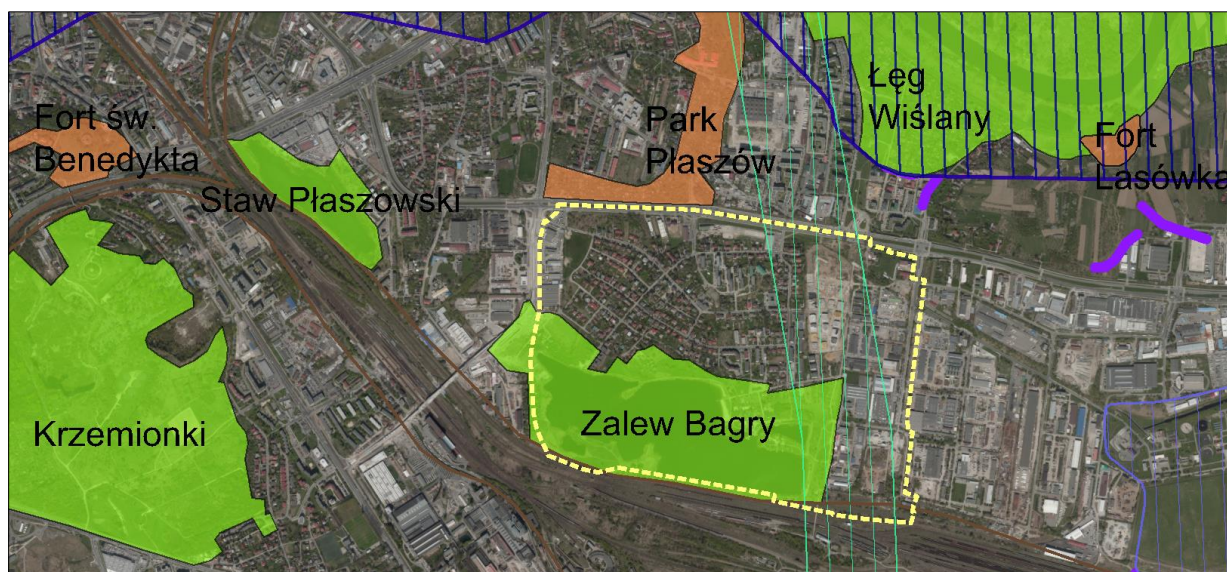 Fort św.
Benedykta
Staw Płaszowski
Park
Płaszów
Łęg
Wiślany
Fort
Lasówka
Krzemionki
Zalew Bagry